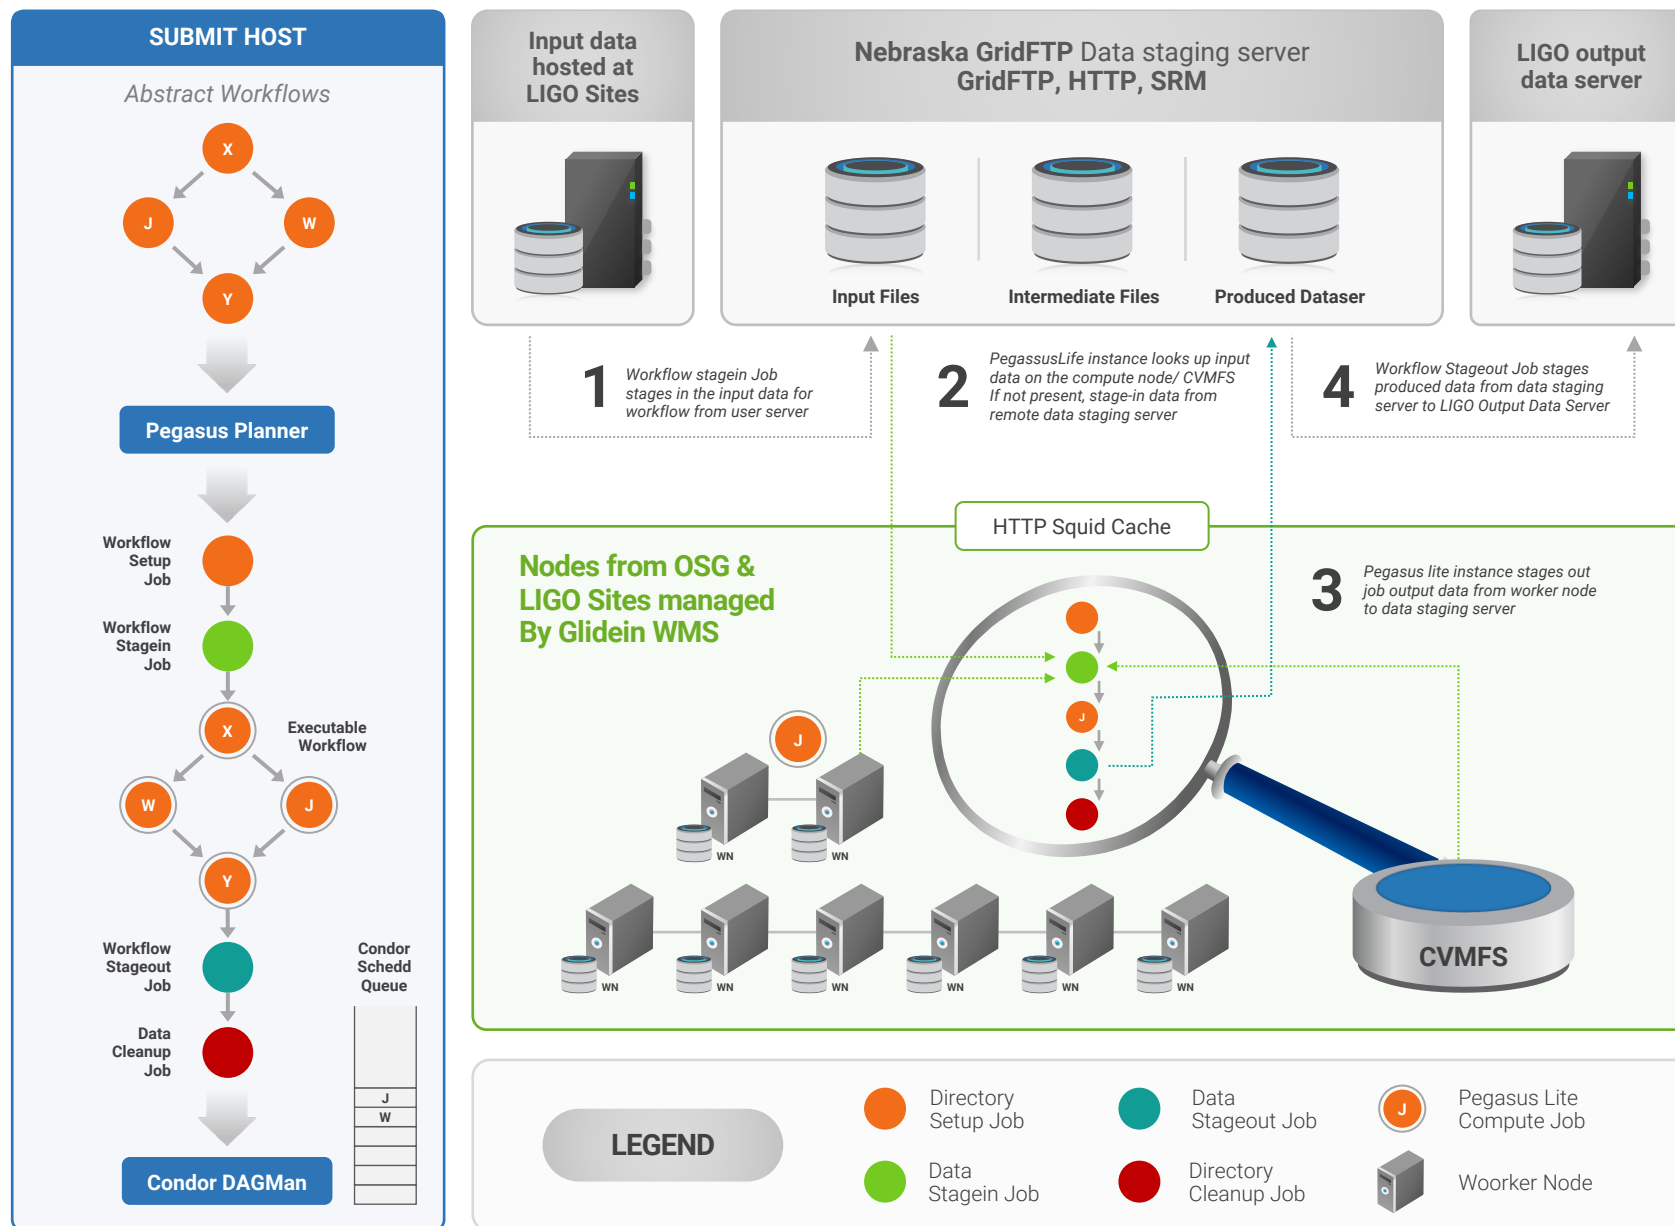 SUBMIT HOST
Abstract Workflows
X
J
W
Y
Pegasus Planner
Workflow
Setup
Job
Workflow
Stagein
Job
X
Executable
Workflow
W
J
Y
Workflow
Stageout
Job
Condor
Schedd
Queue
Data
Cleanup
Job
J
W
Condor DAGMan
Input data
hosted at
LIGO Sites
Nebraska GridFTP Data staging server
GridFTP, HTTP, SRM
Input Files
Intermediate Files
Produced Dataser
LIGO output
data server
1
Workflow stagein Job
stages in the input data for
workflow from user server
2
PegassusLife instance looks up input
data on the compute node/ CVMFS
If not present, stage-in data from
remote data staging server
4
Workflow Stageout Job stages
produced data from data staging
server to LIGO Output Data Server
HTTP Squid Cache
Nodes from OSG &
LIGO Sites managed
By Glidein WMS
3
Pegasus lite instance stages out
job output data from worker node
to data staging server
J
J
WN
WN
WN
WN
WN
WN
WN
WN
CVMFS
LEGEND
Directory
Setup Job
Data
Stageout Job
J
Pegasus Lite
Compute Job
Data
Stagein Job
Directory
Cleanup Job
Woorker Node